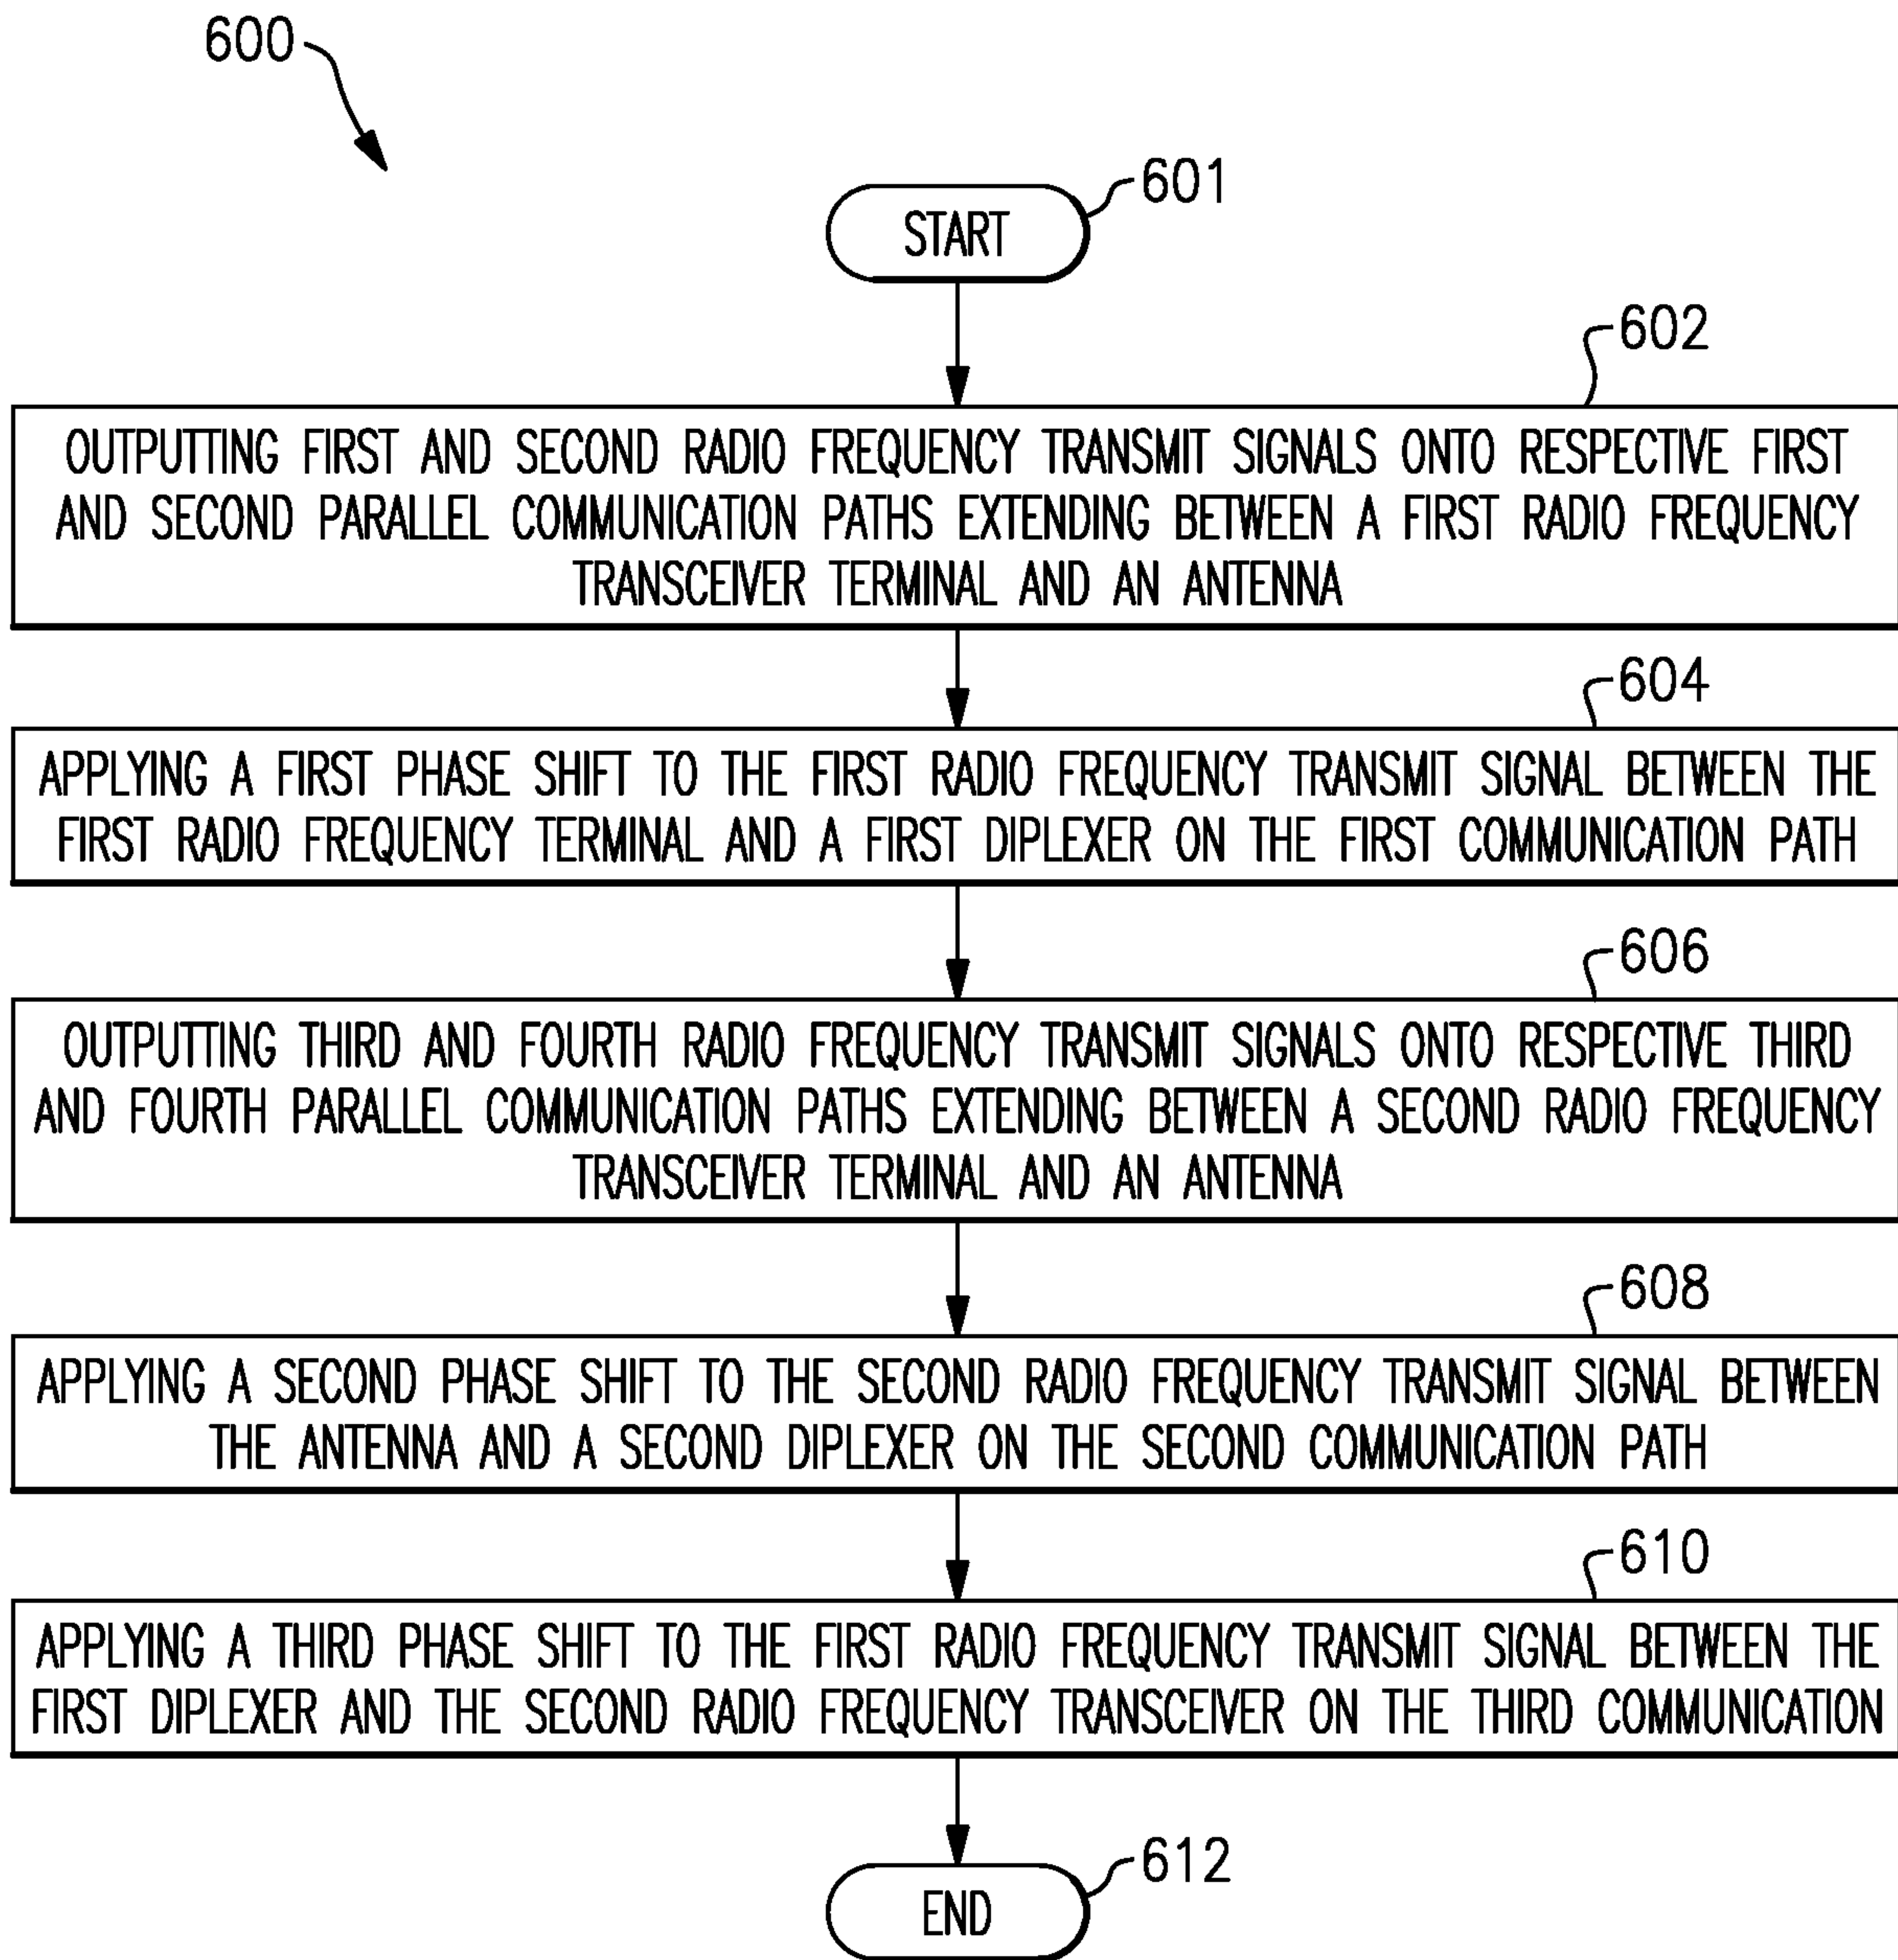 600
601
START
602
OUTPUTTING FIRST AND SECOND RADIO FREQUENCY TRANSMIT SIGNALS ONTO RESPECTIVE FIRST
AND SECOND PARALLEL COMMUNICATION PATHS EXTENDING BETWEEN A FIRST RADIO FREQUENCY
TRANSCEIVER TERMINAL AND AN ANTENNA
604
APPLYING A FIRST PHASE SHIFT TO THE FIRST RADIO FREQUENCY TRANSMIT SIGNAL BETWEEN THE
FIRST RADIO FREQUENCY TERMINAL AND A FIRST DIPLEXER ON THE FIRST COMMUNICATION PATH
606
OUTPUTTING THIRD AND FOURTH RADIO FREQUENCY TRANSMIT SIGNALS ONTO RESPECTIVE THIRD
AND FOURTH PARALLEL COMMUNICATION PATHS EXTENDING BETWEEN A SECOND RADIO FREQUENCY
TRANSCEIVER TERMINAL AND AN ANTENNA
608
APPLYING A SECOND PHASE SHIFT TO THE SECOND RADIO FREQUENCY TRANSMIT SIGNAL BETWEEN
THE ANTENNA AND A SECOND DIPLEXER ON THE SECOND COMMUNICATION PATH
610
APPLYING A THIRD PHASE SHIFT TO THE FIRST RADIO FREQUENCY TRANSMIT SIGNAL BETWEEN THE
FIRST DIPLEXER AND THE SECOND RADIO FREQUENCY TRANSCEIVER ON THE THIRD COMMUNICATION
612
END